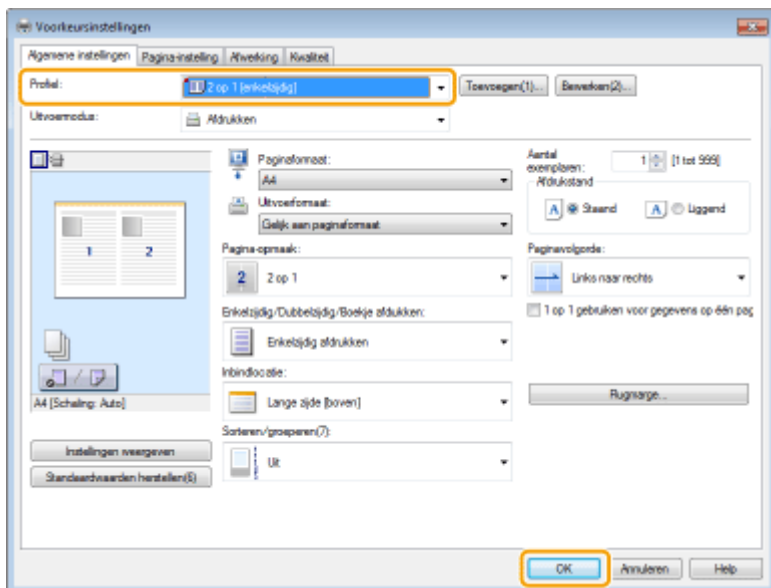 Voorkeursinstellingen
Algemene instellingen Pagina-instelling Afwerking Kwaliteit
Profiel: 2 op 1 [enkelzijdig] Toevoegen(1)... Bewerken(2)...
Uitvoermodus: Afdrukken
Paginaformaat:
A4
Uitvoerformaat:
Gelijk aan paginaformaat
Aantal exemplaren: 1 [1 tot 999]
Afdrukstand
A Staand A Liggend
1 2
Pagina-opmaak:
2 2 op 1
Paginavolgorde:
Links naar rechts
1 op 1 gebruiken voor gegevens op één pag
Enkelzijdig/Dubbelzijdig/Boekje afdrukken:
Enkelzijdig afdrukken
Inbindlocatie:
Lange zijde [boven]
Rugmarge...
A4 [Schaling: Auto]
Sorteren/groeperen(7):
Uit
Instellingen weergeven
Standaardwaarden herstellen(6)
OK Annuleren Help